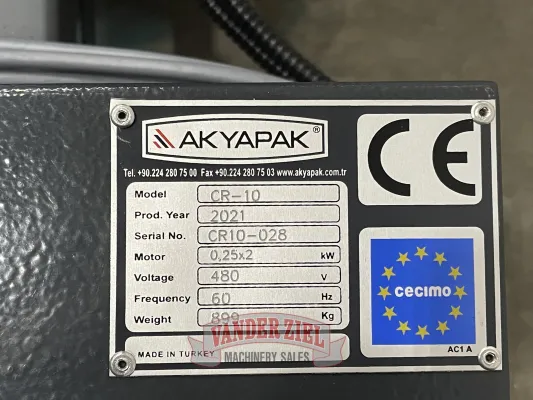 AKYAPAK®
Tel. +90.224 280 75 00 Fax +90.224 280 75 03 www.akyapak.com.tr
Model CR-10
Prod. Year 2021
Serial No. CR10-028
Motor 0,25x2 kW
Voltage 480 V
Frequency 60 Hz
Weight 899 Kg
MADE IN TURKEY
CE
cecimo
AC1 A
VANDER ZIEL
MACHINERY SALES